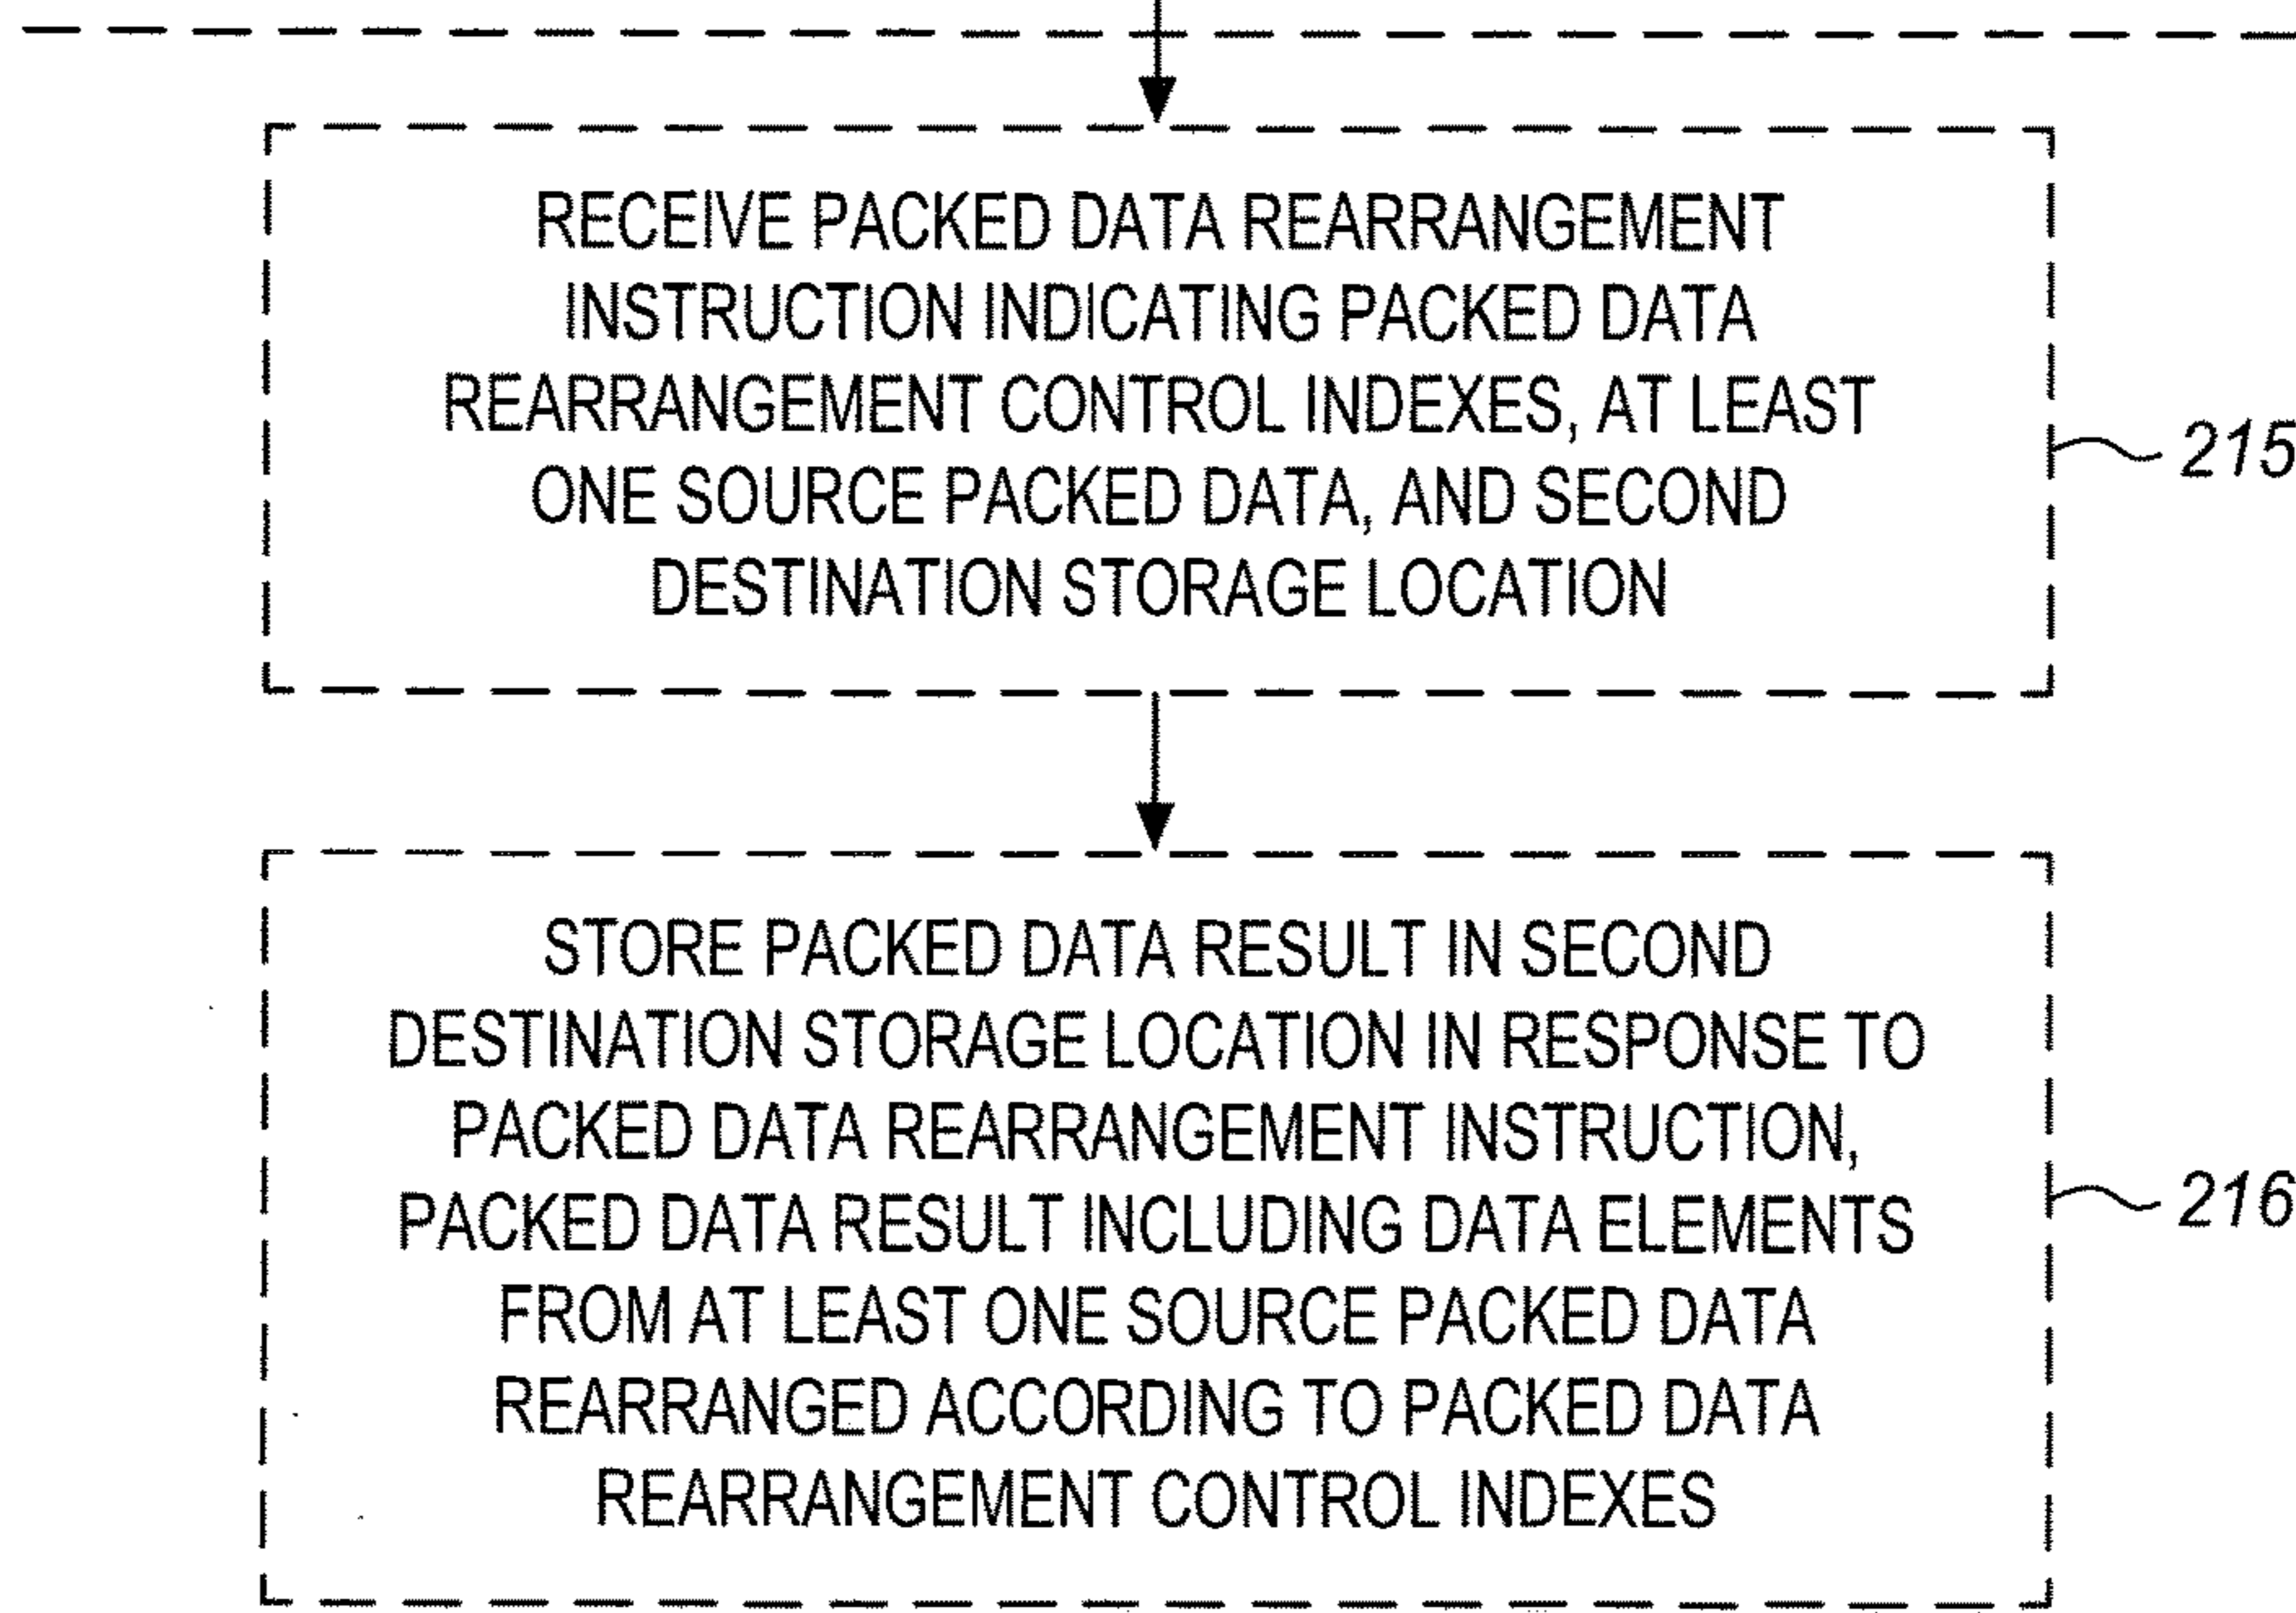 RECEIVE PACKED DATA REARRANGEMENT
INSTRUCTION INDICATING PACKED DATA
REARRANGEMENT CONTROL INDEXES, AT LEAST
ONE SOURCE PACKED DATA, AND SECOND
DESTINATION STORAGE LOCATION
215
STORE PACKED DATA RESULT IN SECOND
DESTINATION STORAGE LOCATION IN RESPONSE TO
PACKED DATA REARRANGEMENT INSTRUCTION,
PACKED DATA RESULT INCLUDING DATA ELEMENTS
FROM AT LEAST ONE SOURCE PACKED DATA
REARRANGED ACCORDING TO PACKED DATA
REARRANGEMENT CONTROL INDEXES
216